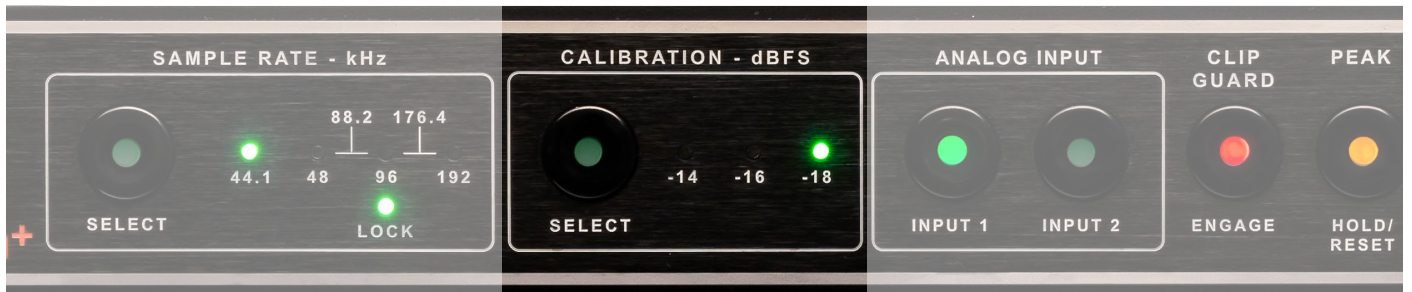 SAMPLE RATE - kHz
88.2 176.4
44.1 48 96 192
SELECT
LOCK
CALIBRATION - dBFS
-14 -16 -18
SELECT
ANALOG INPUT
INPUT 1 INPUT 2
CLIP
GUARD
ENGAGE
PEAK
HOLD/
RESET